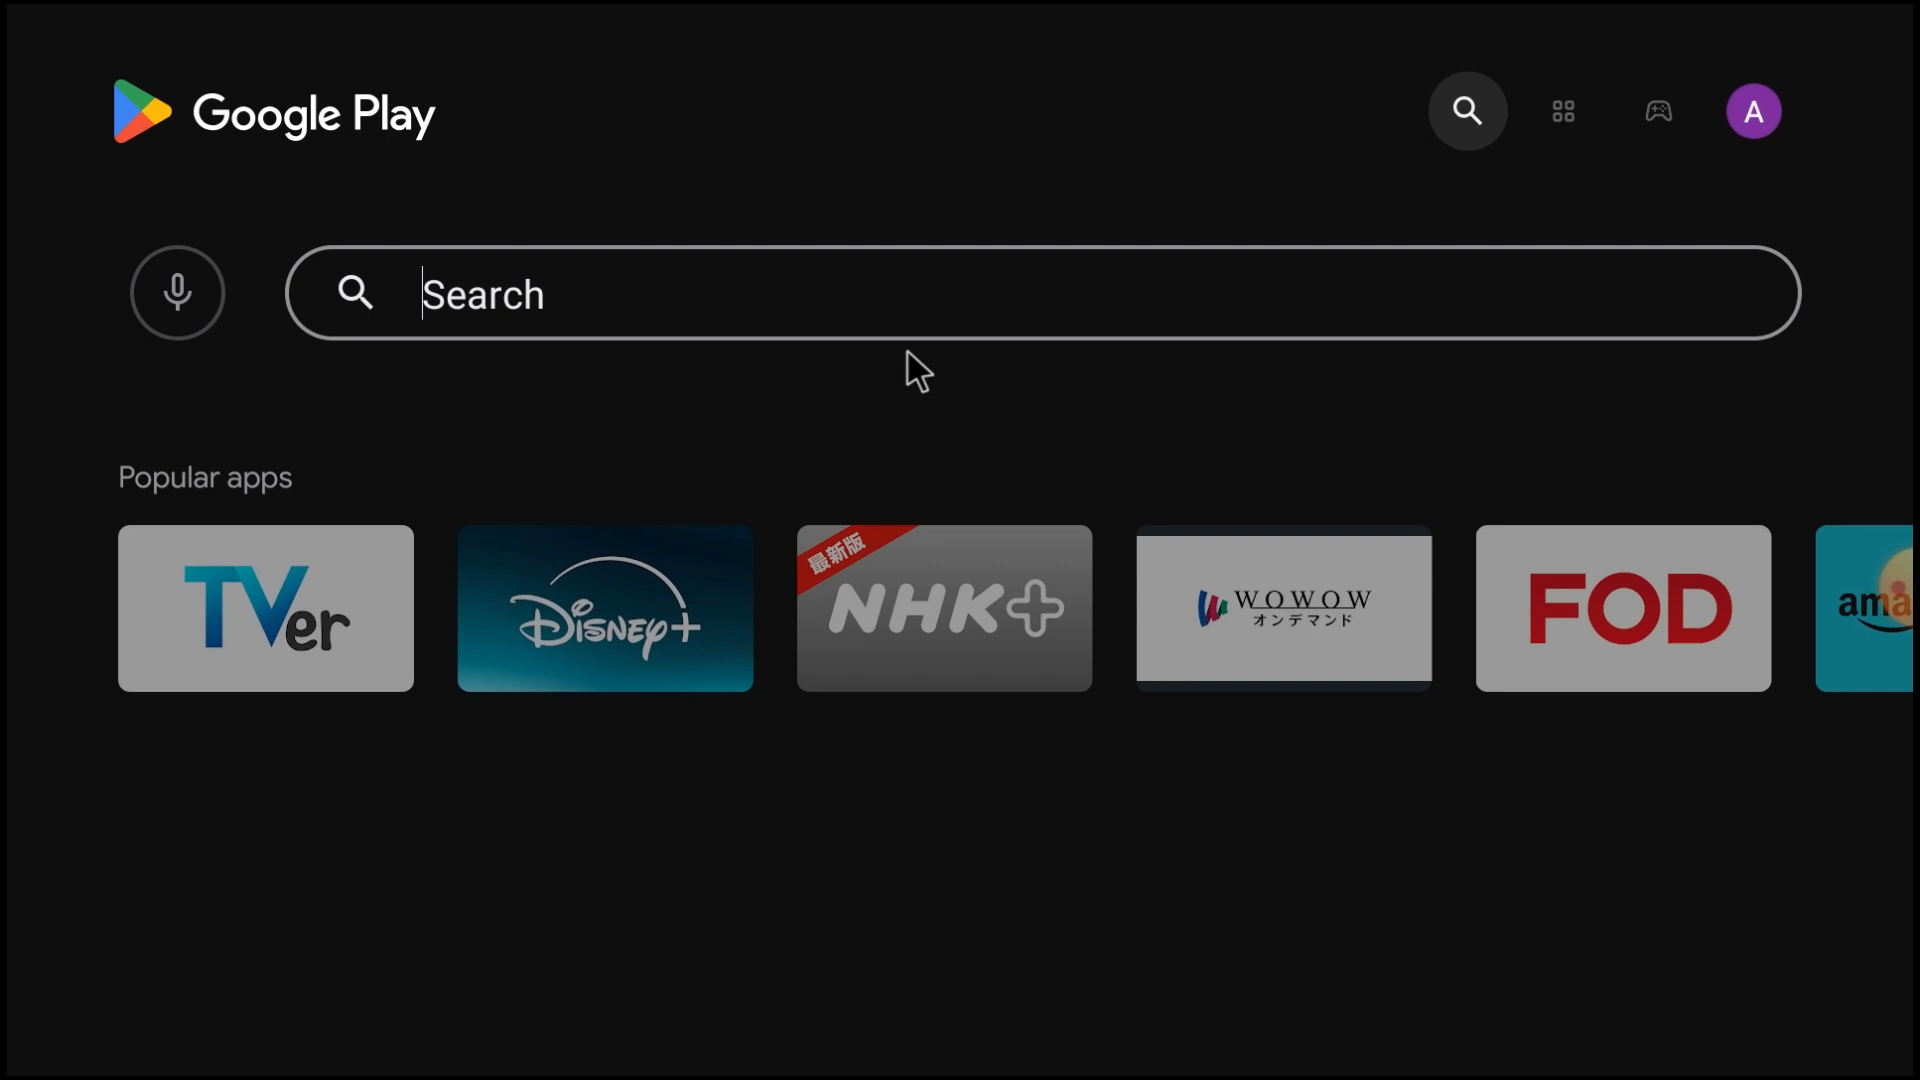 Google Play
A
Search
Popular apps
TVer
Disney+
最新版
NHK+
WOWOW
オンデマンド
FOD
ama